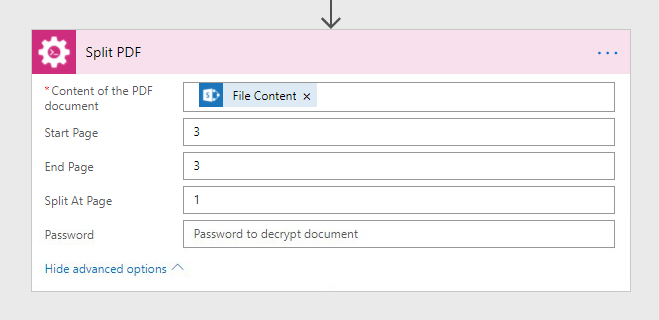 Split PDF
*Content of the PDF
document
File Content ×
Start Page
3
End Page
3
Split At Page
1
Password
Password to decrypt document
Hide advanced options